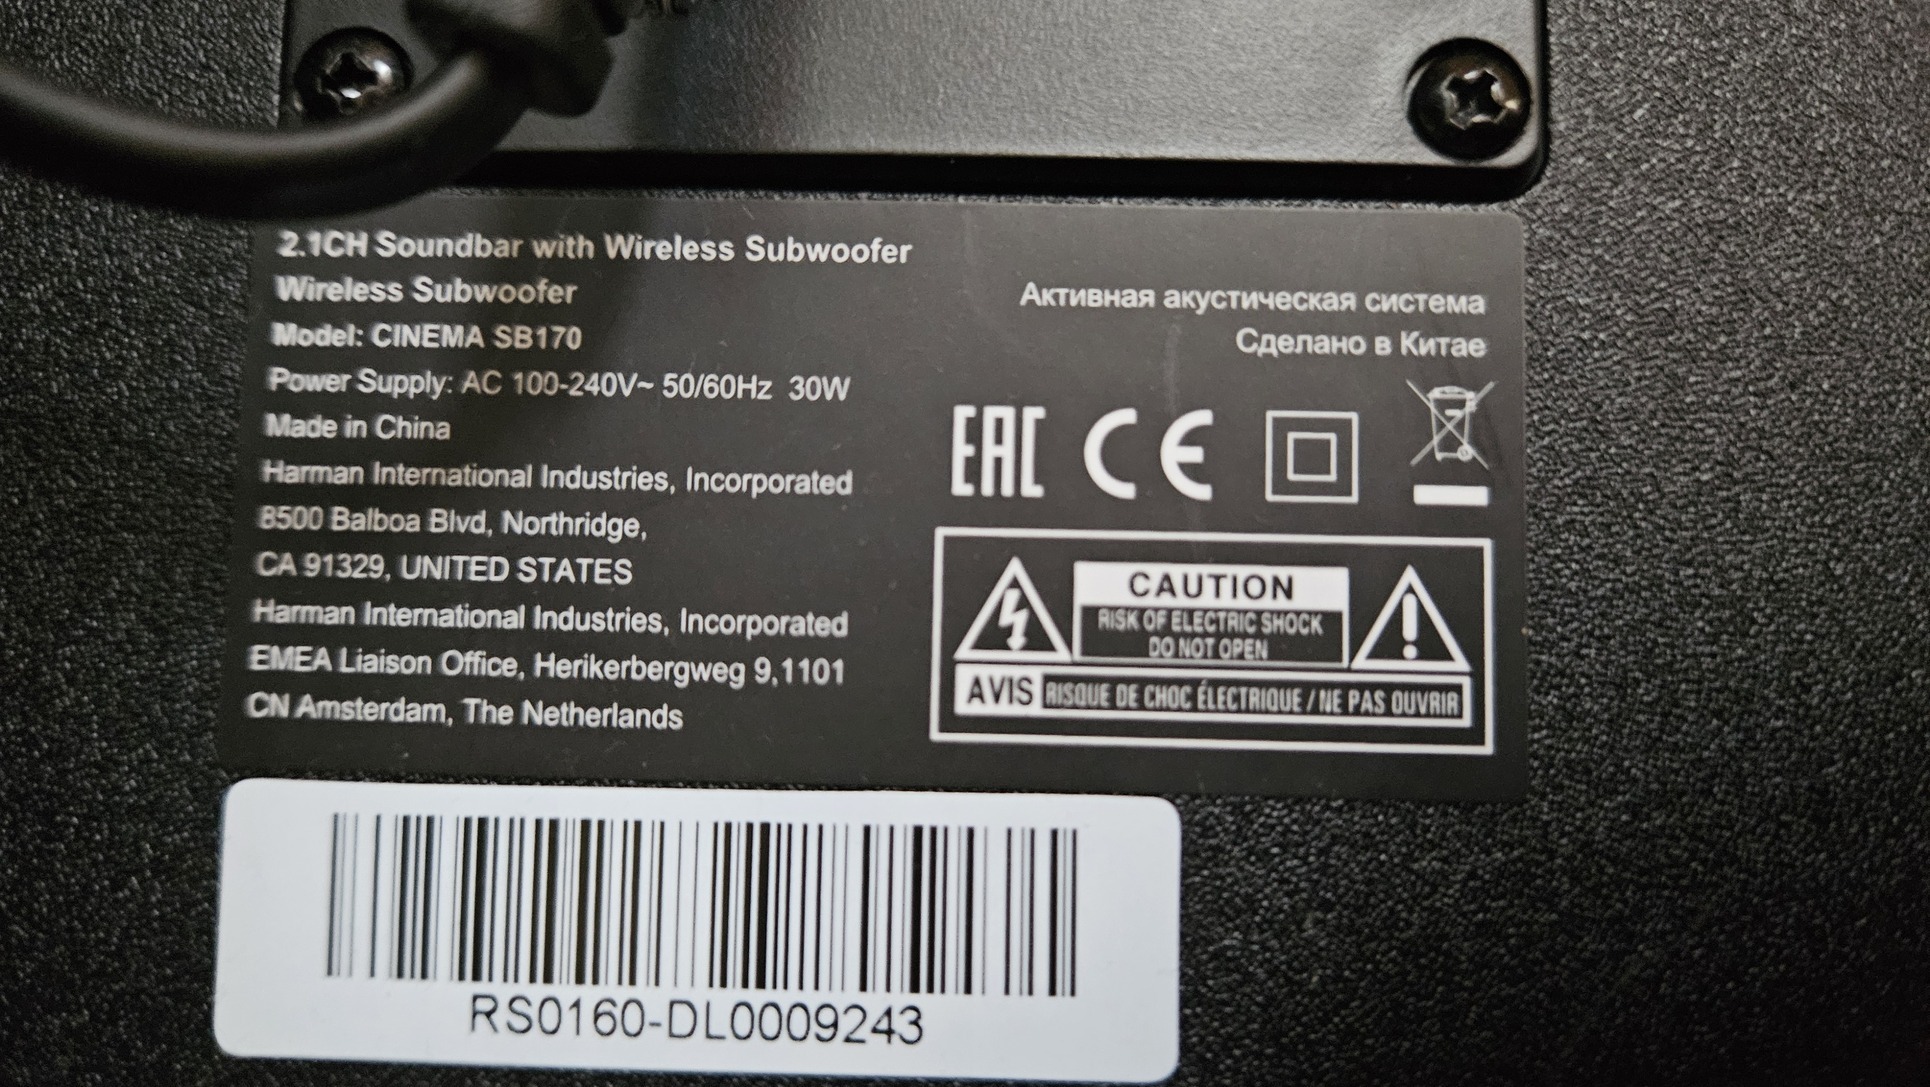 2.1CH Soundbar with Wireless Subwoofer
Wireless Subwoofer
Model: CINEMA SB170
Power Supply: AC 100-240V~ 50/60Hz 30W
Made in China
Harman International Industries, Incorporated
8500 Balboa Blvd, Northridge,
CA 91329, UNITED STATES
Harman International Industries, Incorporated
EMEA Liaison Office, Herikerbergweg 9,1101
CN Amsterdam, The Netherlands
Активная акустическая система
Сделано в Китае
EAC CE
CAUTION
RISK OF ELECTRIC SHOCK
DO NOT OPEN
AVIS RISQUE DE CHOC ÉLECTRIQUE / NE PAS OUVRIR
RS0160-DL0009243